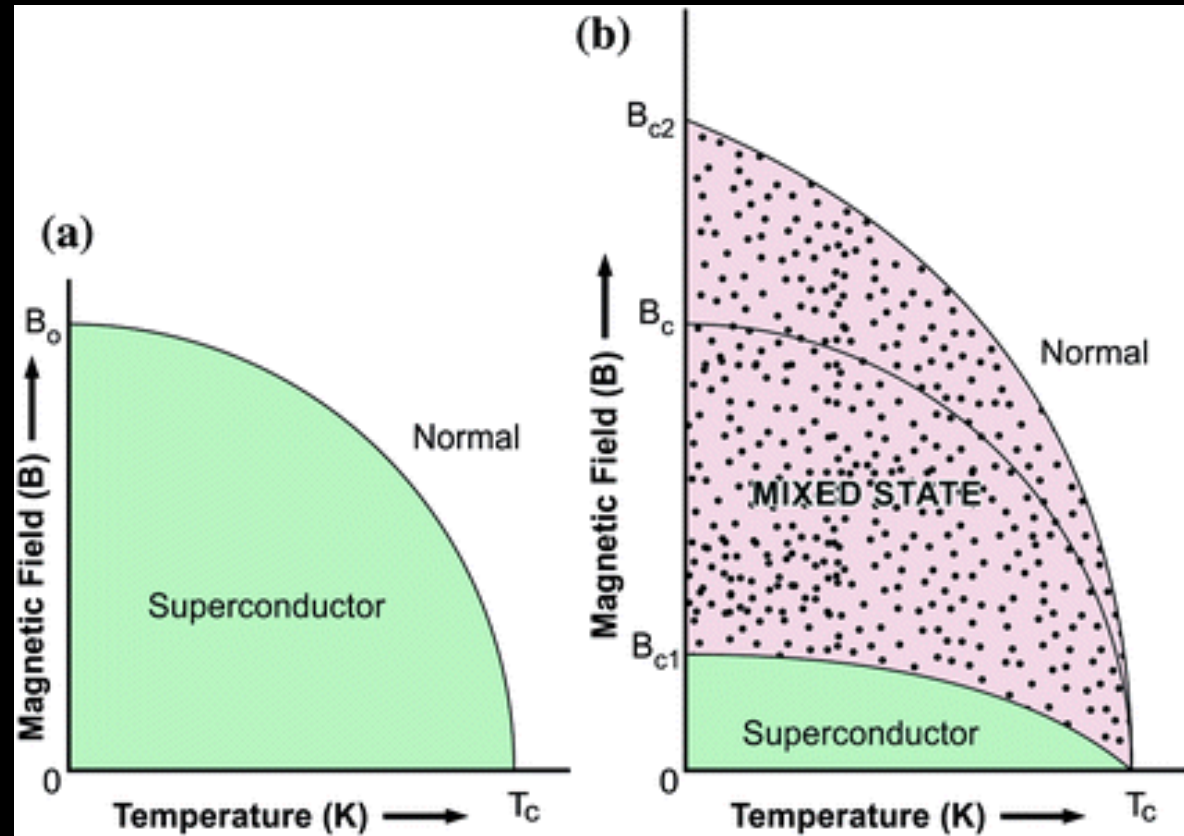 (a)
B₀
Magnetic Field (B)
Normal
Superconductor
0
Temperature (K)
Tc
(b)
Bc2
Bc
Magnetic Field (B)
Normal
MIXED STATE
Bc1
Superconductor
0
Temperature (K)
Tc